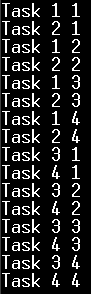 Task 1 1
Task 2 1
Task 1 2
Task 2 2
Task 1 3
Task 2 3
Task 1 4
Task 2 4
Task 3 1
Task 4 1
Task 3 2
Task 4 2
Task 3 3
Task 4 3
Task 3 4
Task 4 4